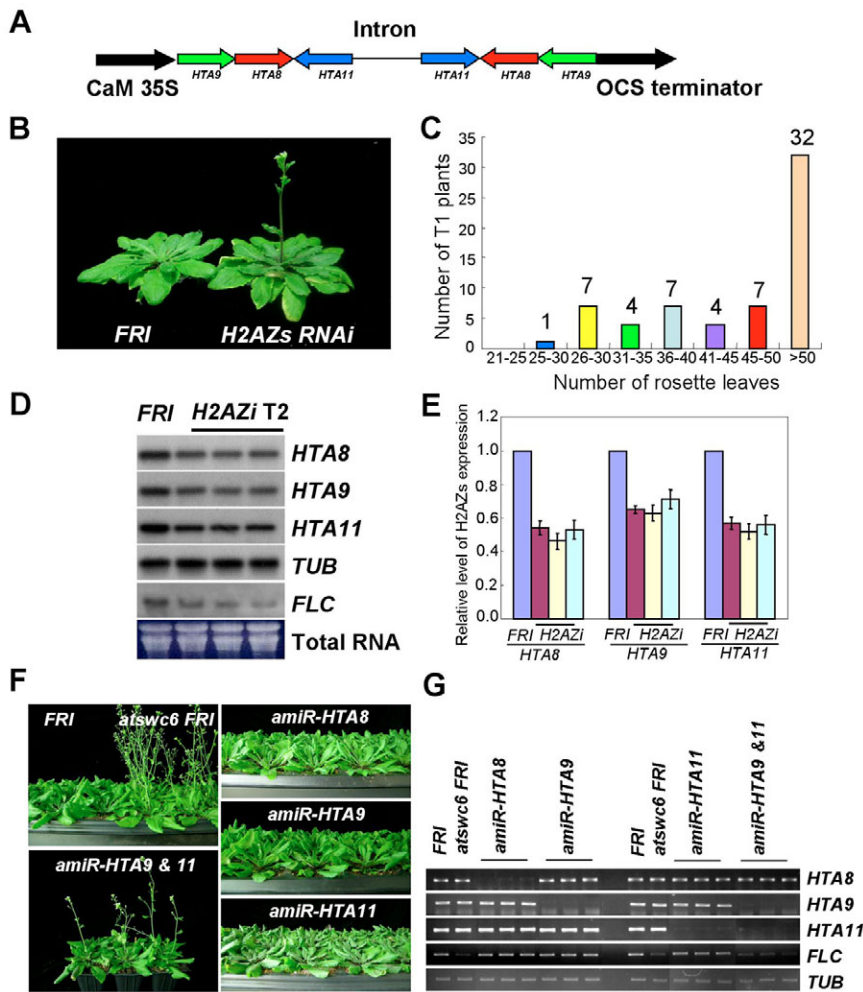 A
Intron
HTA9 HTA8 HTA11 HTA11 HTA8 HTA9
CaM 35S OCS terminator
B
FRI H2AZs RNAi
C
Number of T1 plants
35
30
25
20
15
10
5
0
1 7 4 7 4 7 32
21-25 25-30 26-30 31-35 36-40 41-45 45-50 >50
Number of rosette leaves
D
FRI H2AZi T2
HTA8
HTA9
HTA11
TUB
FLC
Total RNA
E
Relative level of H2AZs expression
1.2
1.0
0.8
0.6
0.4
0.2
0.0
FRI H2AZi FRI H2AZi FRI H2AZi
HTA8 HTA9 HTA11
F
FRI atswc6 FRI
amiR-HTA8
amiR-HTA9
amiR-HTA9 & 11
amiR-HTA11
G
FRI atswc6 FRI amiR-HTA8 amiR-HTA9 FRI atswc6 FRI amiR-HTA11 amiR-HTA9 &11
HTA8
HTA9
HTA11
FLC
TUB